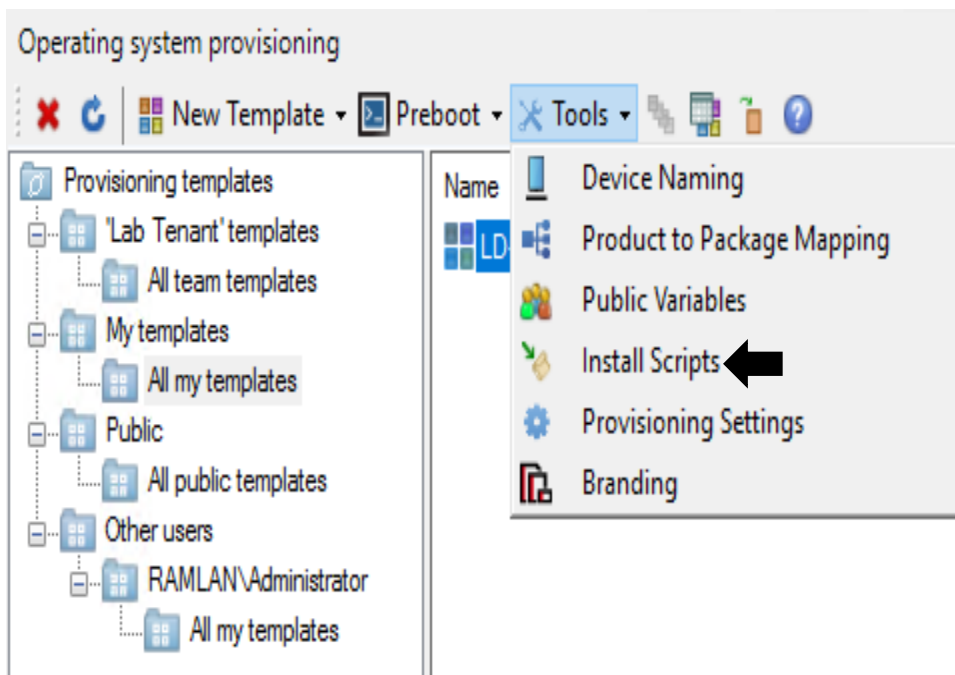 Operating system provisioning
New Template Preboot Tools
Provisioning templates
'Lab Tenant' templates
All team templates
My templates
All my templates
Public
All public templates
Other users
RAMLAN\Administrator
All my templates
Name
LD-
Device Naming
Product to Package Mapping
Public Variables
Install Scripts
Provisioning Settings
Branding